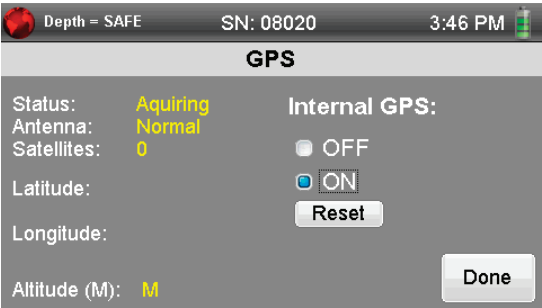 Depth = SAFE SN: 08020 3:46 PM
GPS
Status: Aquiring
Antenna: Normal
Satellites: 0
Latitude:
Longitude:
Altitude (M): M
Internal GPS:
OFF
ON
Reset
Done